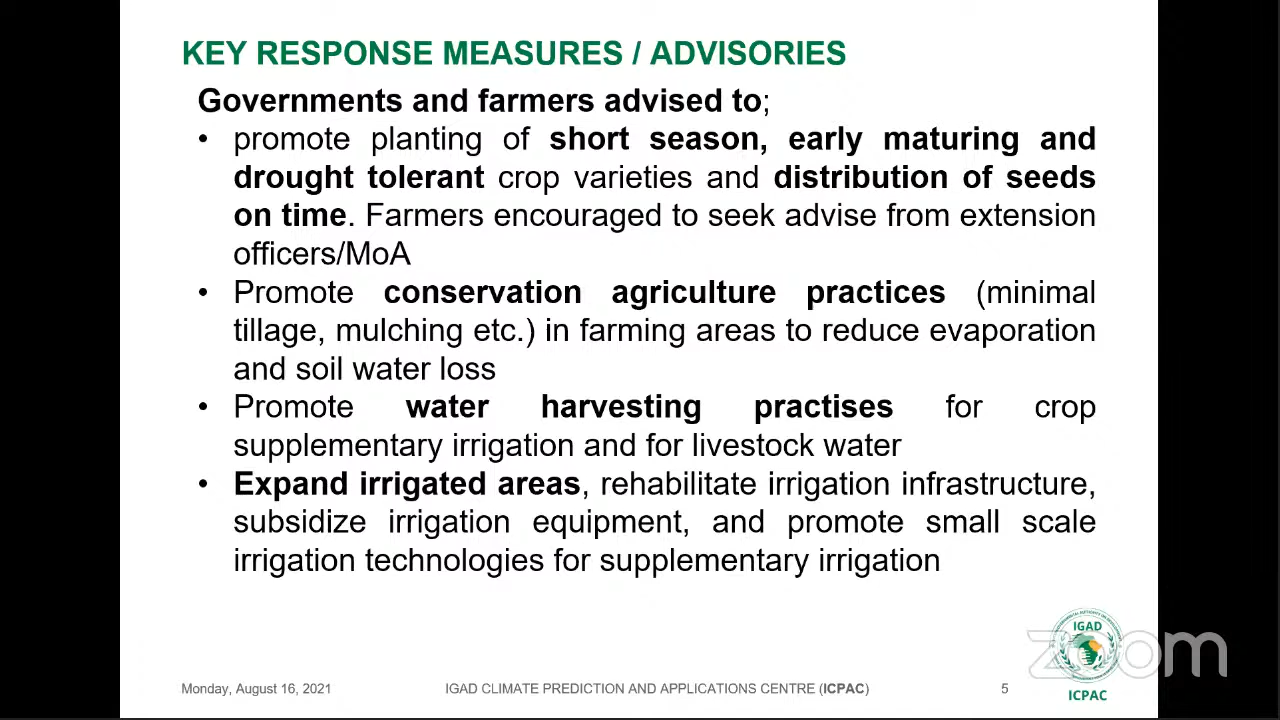 KEY RESPONSE MEASURES / ADVISORIES
Governments and farmers advised to;
• promote planting of short season, early maturing and
drought tolerant crop varieties and distribution of seeds
on time. Farmers encouraged to seek advise from extension
officers/MoA
• Promote conservation agriculture practices (minimal
tillage, mulching etc.) in farming areas to reduce evaporation
and soil water loss
• Promote water harvesting practises for crop
supplementary irrigation and for livestock water
• Expand irrigated areas, rehabilitate irrigation infrastructure,
subsidize irrigation equipment, and promote small scale
irrigation technologies for supplementary irrigation
IGAD
zoom
ICPAC
Monday, August 16, 2021
IGAD CLIMATE PREDICTION AND APPLICATIONS CENTRE (ICPAC)
5